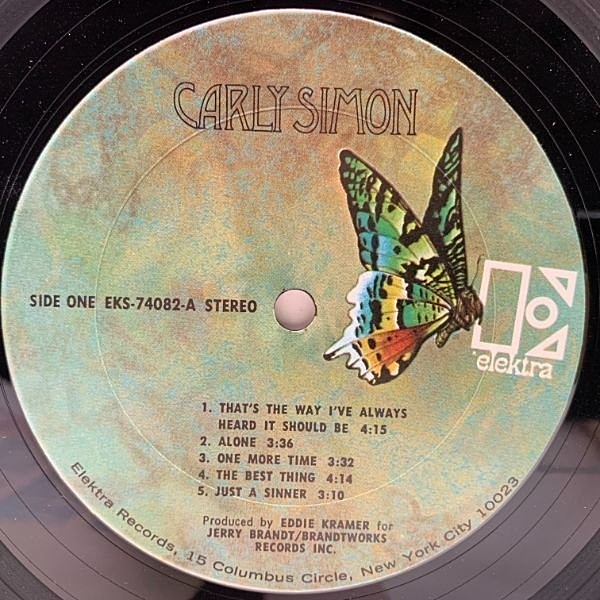 CARLY SIMON
SIDE ONE EKS-74082-A STEREO
elektra
1. THAT'S THE WAY I'VE ALWAYS
HEARD IT SHOULD BE 4:15
2. ALONE 3:36
3. ONE MORE TIME 3:32
4. THE BEST THING 4:14
5. JUST A SINNER 3:10
Produced by EDDIE KRAMER for
JERRY BRANDT/BRANDTWORKS
RECORDS INC.
Elektra Records, 15 Columbus Circle, New York City 10023